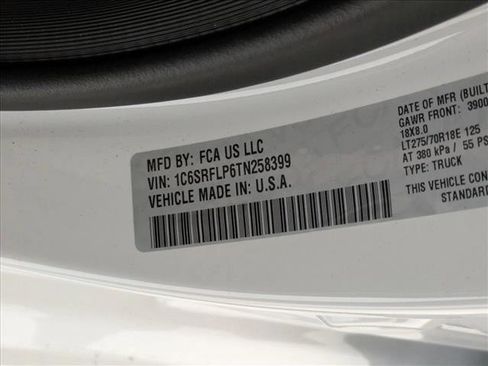 MFD BY: FCA US LLC
VIN: 1C6SRFLP6TN258399
VEHICLE MADE IN: U.S.A.
DATE OF MFR (BUILT
GAWR FRONT: 3900
18X8.0
LT275/70R18E 125
AT 380 kPa / 55 PS
TYPE: TRUCK
THIS VEHICLE CON
STANDARD